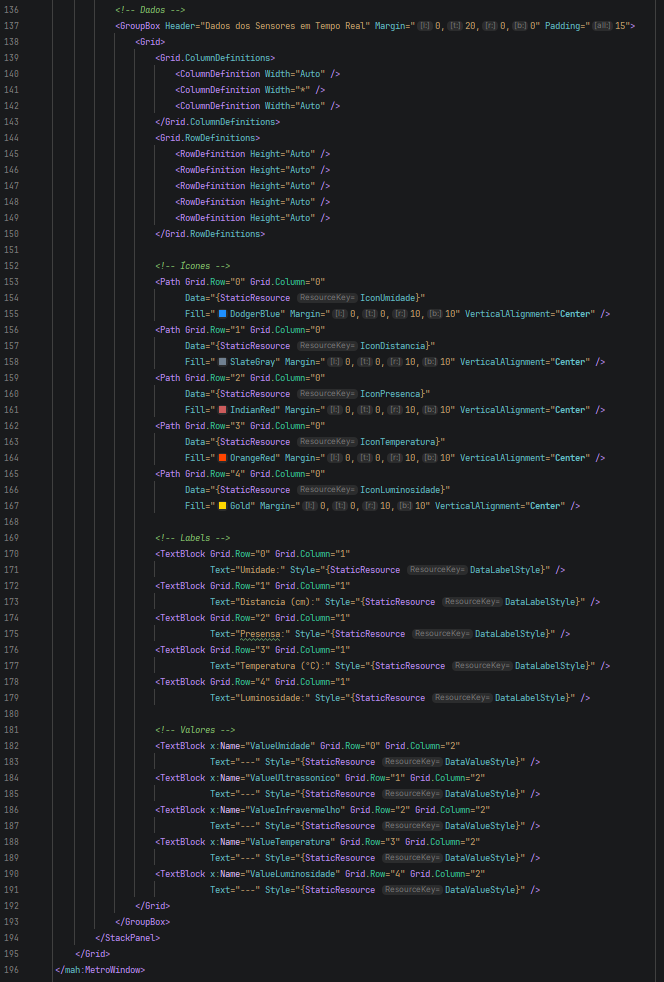 136 <!-- Dados -->
137 <GroupBox Header="Dados dos Sensores em Tempo Real" Margin="[l:]0,[t:]20,[r:]0,[b:]0" Padding="[all:]15">
138 <Grid>
139 <Grid.ColumnDefinitions>
140 <ColumnDefinition Width="Auto" />
141 <ColumnDefinition Width="*" />
142 <ColumnDefinition Width="Auto" />
143 </Grid.ColumnDefinitions>
144 <Grid.RowDefinitions>
145 <RowDefinition Height="Auto" />
146 <RowDefinition Height="Auto" />
147 <RowDefinition Height="Auto" />
148 <RowDefinition Height="Auto" />
149 <RowDefinition Height="Auto" />
150 </Grid.RowDefinitions>
151
152 <!-- Ícones -->
153 <Path Grid.Row="0" Grid.Column="0"
154 Data="{StaticResource ResourceKey= IconUmidade}"
155 Fill="DodgerBlue" Margin="[l:]0,[t:]0,[r:]10,[b:]10" VerticalAlignment="Center" />
156 <Path Grid.Row="1" Grid.Column="0"
157 Data="{StaticResource ResourceKey= IconDistancia}"
158 Fill="SlateGray" Margin="[l:]0,[t:]0,[r:]10,[b:]10" VerticalAlignment="Center" />
159 <Path Grid.Row="2" Grid.Column="0"
160 Data="{StaticResource ResourceKey= IconPresenca}"
161 Fill="IndianRed" Margin="[l:]0,[t:]0,[r:]10,[b:]10" VerticalAlignment="Center" />
162 <Path Grid.Row="3" Grid.Column="0"
163 Data="{StaticResource ResourceKey= IconTemperatura}"
164 Fill="OrangeRed" Margin="[l:]0,[t:]0,[r:]10,[b:]10" VerticalAlignment="Center" />
165 <Path Grid.Row="4" Grid.Column="0"
166 Data="{StaticResource ResourceKey= IconLuminosidade}"
167 Fill="Gold" Margin="[l:]0,[t:]0,[r:]10,[b:]10" VerticalAlignment="Center" />
168
169 <!-- Labels -->
170 <TextBlock Grid.Row="0" Grid.Column="1"
171 Text="Umidade:" Style="{StaticResource ResourceKey= DataLabelStyle}" />
172 <TextBlock Grid.Row="1" Grid.Column="1"
173 Text="Distancia (cm):" Style="{StaticResource ResourceKey= DataLabelStyle}" />
174 <TextBlock Grid.Row="2" Grid.Column="1"
175 Text="Presensa:" Style="{StaticResource ResourceKey= DataLabelStyle}" />
176 <TextBlock Grid.Row="3" Grid.Column="1"
177 Text="Temperatura (°C):" Style="{StaticResource ResourceKey= DataLabelStyle}" />
178 <TextBlock Grid.Row="4" Grid.Column="1"
179 Text="Luminosidade:" Style="{StaticResource ResourceKey= DataLabelStyle}" />
180
181 <!-- Valores -->
182 <TextBlock x:Name="ValueUmidade" Grid.Row="0" Grid.Column="2"
183 Text="---" Style="{StaticResource ResourceKey= DataValueStyle}" />
184 <TextBlock x:Name="ValueUltrassonico" Grid.Row="1" Grid.Column="2"
185 Text="---" Style="{StaticResource ResourceKey= DataValueStyle}" />
186 <TextBlock x:Name="ValueInfravermelho" Grid.Row="2" Grid.Column="2"
187 Text="---" Style="{StaticResource ResourceKey= DataValueStyle}" />
188 <TextBlock x:Name="ValueTemperatura" Grid.Row="3" Grid.Column="2"
189 Text="---" Style="{StaticResource ResourceKey= DataValueStyle}" />
190 <TextBlock x:Name="ValueLuminosidade" Grid.Row="4" Grid.Column="2"
191 Text="---" Style="{StaticResource ResourceKey= DataValueStyle}" />
192 </Grid>
193 </GroupBox>
194 </StackPanel>
195 </Grid>
196 </mah:MetroWindow>